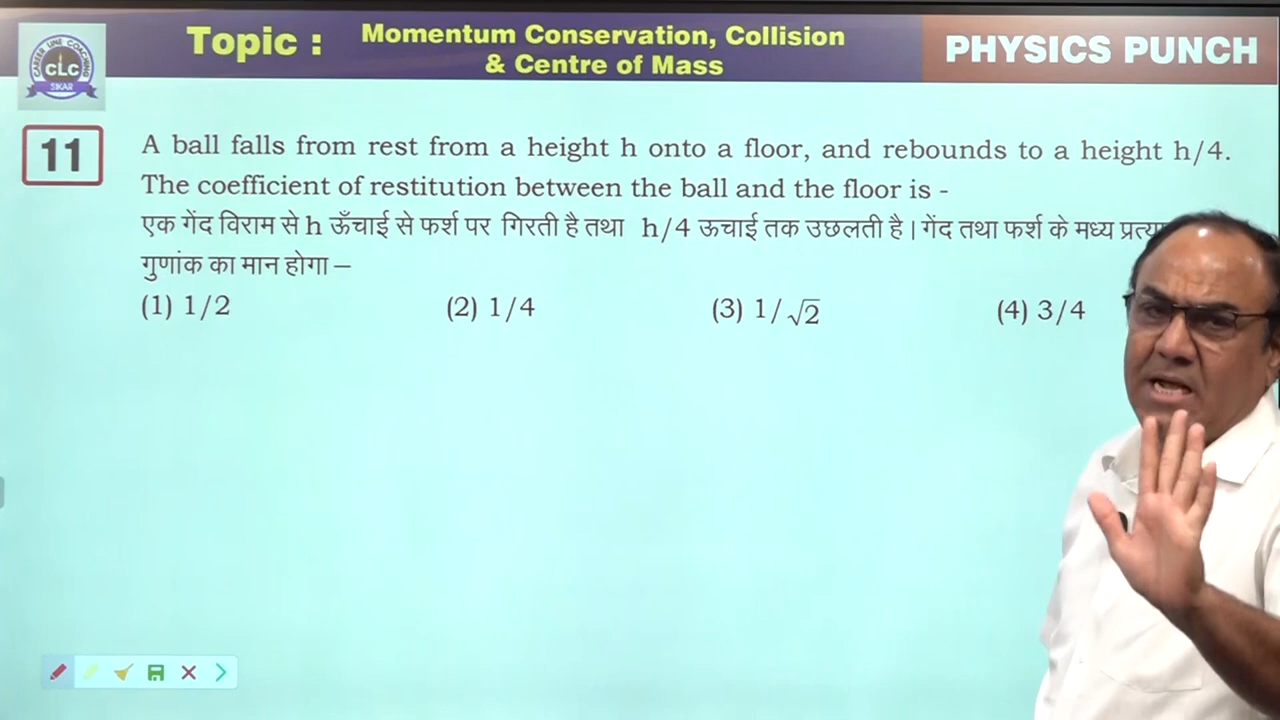 Topic :
Momentum Conservation, Collision
& Centre of Mass
PHYSICS PUNCH
CAREER LINE COACHING
CLC
SIKAR
11
A ball falls from rest from a height h onto a floor, and rebounds to a height h/4.
The coefficient of restitution between the ball and the floor is -
एक गेंद विराम से h ऊँचाई से फर्श पर गिरती है तथा h/4 ऊचाई तक उछलती है। गेंद तथा फर्श के मध्य
गुणांक का मान होगा –
(1) 1/2 (2) 1/4 (3) 1/√2 (4) 3/4